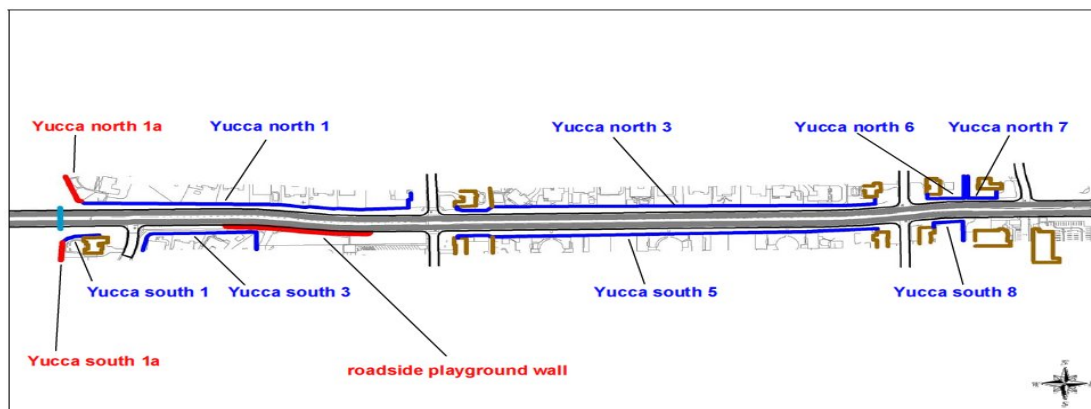 Yucca north 1a
Yucca north 1
Yucca north 3
Yucca north 6
Yucca north 7
Yucca south 1
Yucca south 3
Yucca south 5
Yucca south 8
Yucca south 1a
roadside playground wall